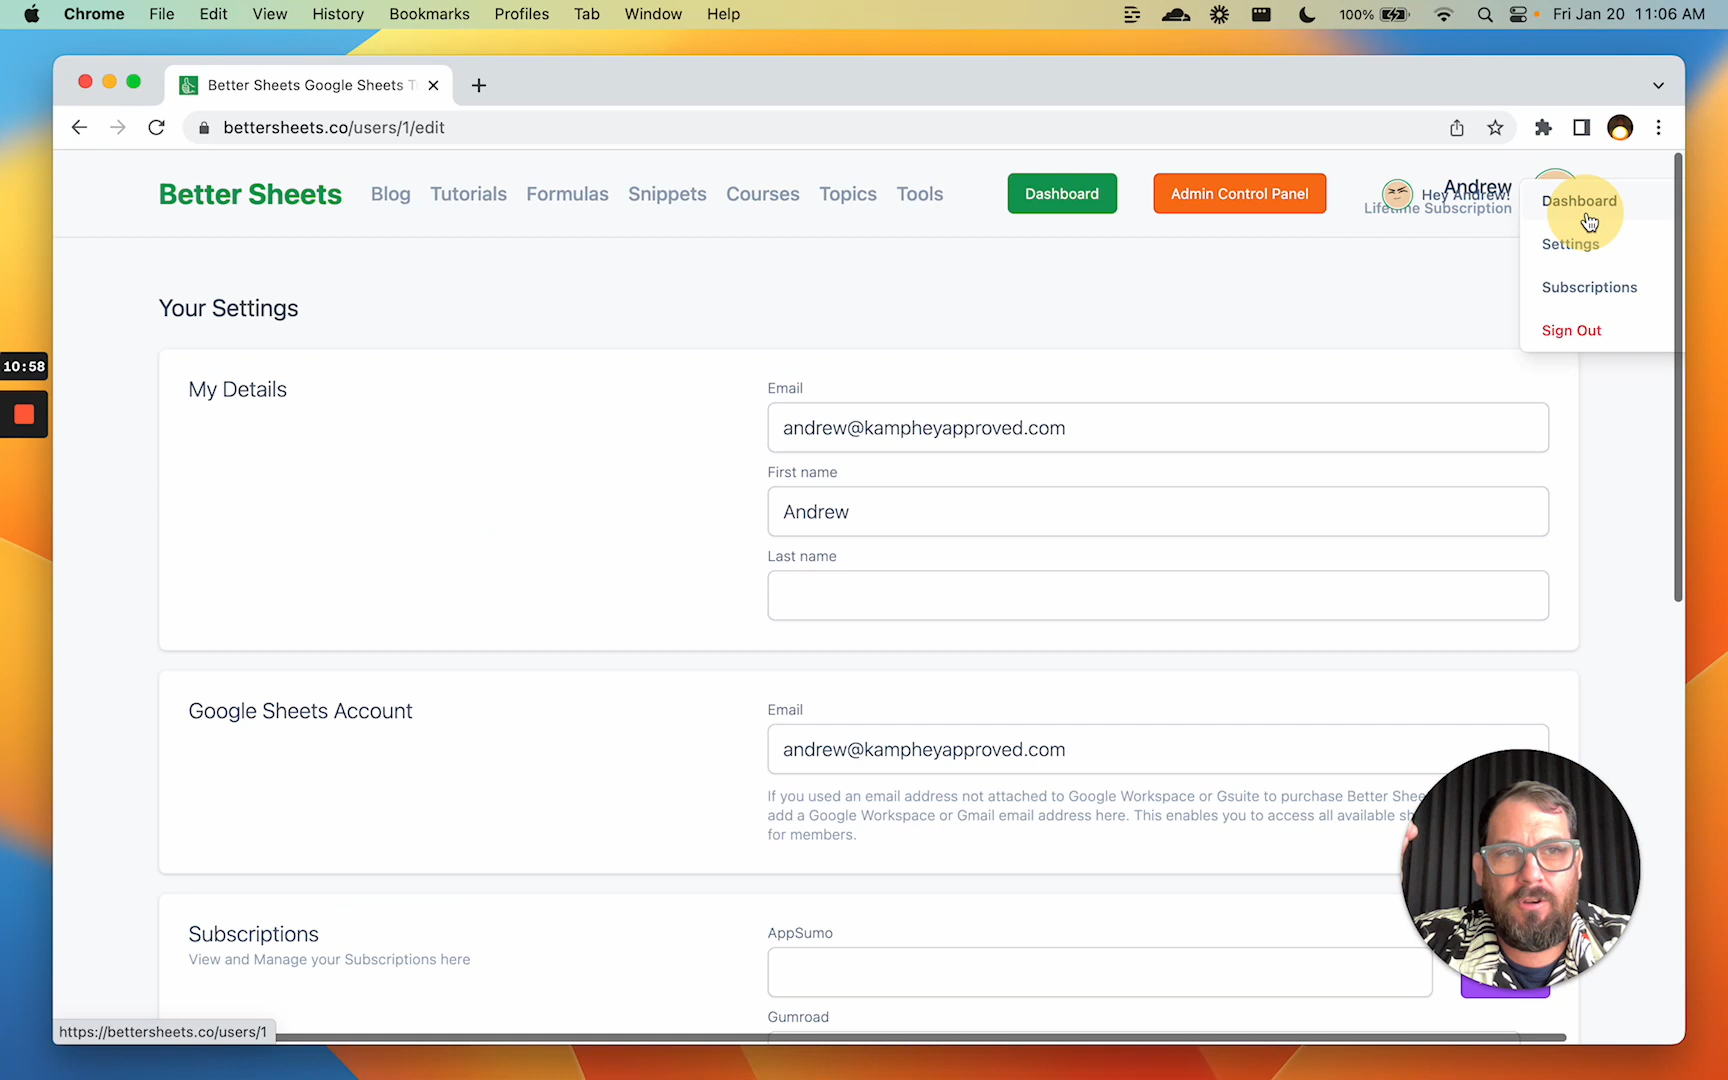 Chrome File Edit View History Bookmarks Profiles Tab Window Help 100% Fri Jan 20 11:06 AM
Better Sheets Google Sheets T
bettersheets.co/users/1/edit
Better Sheets Blog Tutorials Formulas Snippets Courses Topics Tools Dashboard Admin Control Panel
Andrew
Hey Andrew!
Lifetime Subscription
Dashboard
Settings
Subscriptions
Sign Out
Your Settings
10:58
My Details
Email
andrew@kampheyapproved.com
First name
Andrew
Last name
Google Sheets Account
Email
andrew@kampheyapproved.com
If you used an email address not attached to Google Workspace or Gsuite to purchase Better Shee
add a Google Workspace or Gmail email address here. This enables you to access all available sh
for members.
Subscriptions
View and Manage your Subscriptions here
AppSumo
Gumroad
https://bettersheets.co/users/1